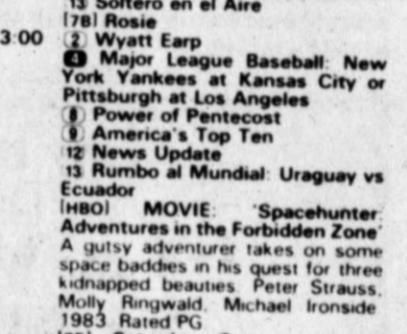 13 Soltero en el Aire
[7B] Rosie
3:00 2 Wyatt Earp
4 Major League Baseball: New
York Yankees at Kansas City or
Pittsburgh at Los Angeles
8 Power of Pentecost
9 America's Top Ten
12 News Update
13 Rumbo al Mundial: Uraguay vs
Ecuador
[HBO] MOVIE: 'Spacehunter:
Adventures in the Forbidden Zone'
A gutsy adventurer takes on some
space baddies in his quest for three
kidnapped beauties. Peter Strauss,
Molly Ringwald, Michael Ironside
1983 Rated PG